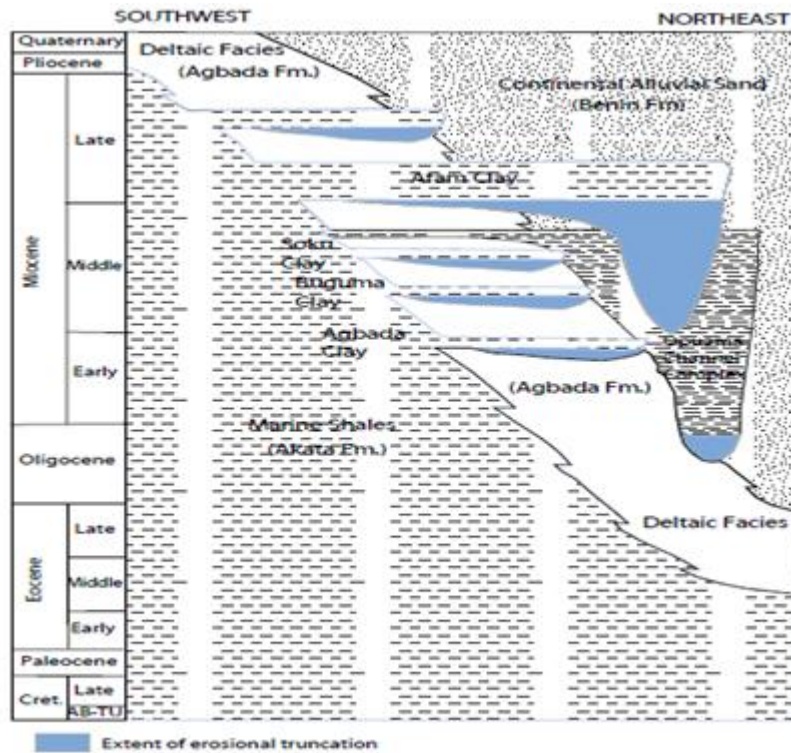 SOUTHWEST
NORTHEAST
Quaternary
Pliocene
Miocene
Late
Middle
Early
Oligocene
Eocene
Late
Middle
Early
Paleocene
Cret.
Late
AB-TU
Deltaic Facies
(Agbada Fm.)
Continental Alluvial Sand
(Benin Fm)
Afam Clay
Soku
Clay
Buguma
Clay
Agbada
Clay
Opuama
Channel
Complex
(Agbada Fm.)
Marine Shales
(Akata Fm.)
Deltaic Facies
Extent of erosional truncation